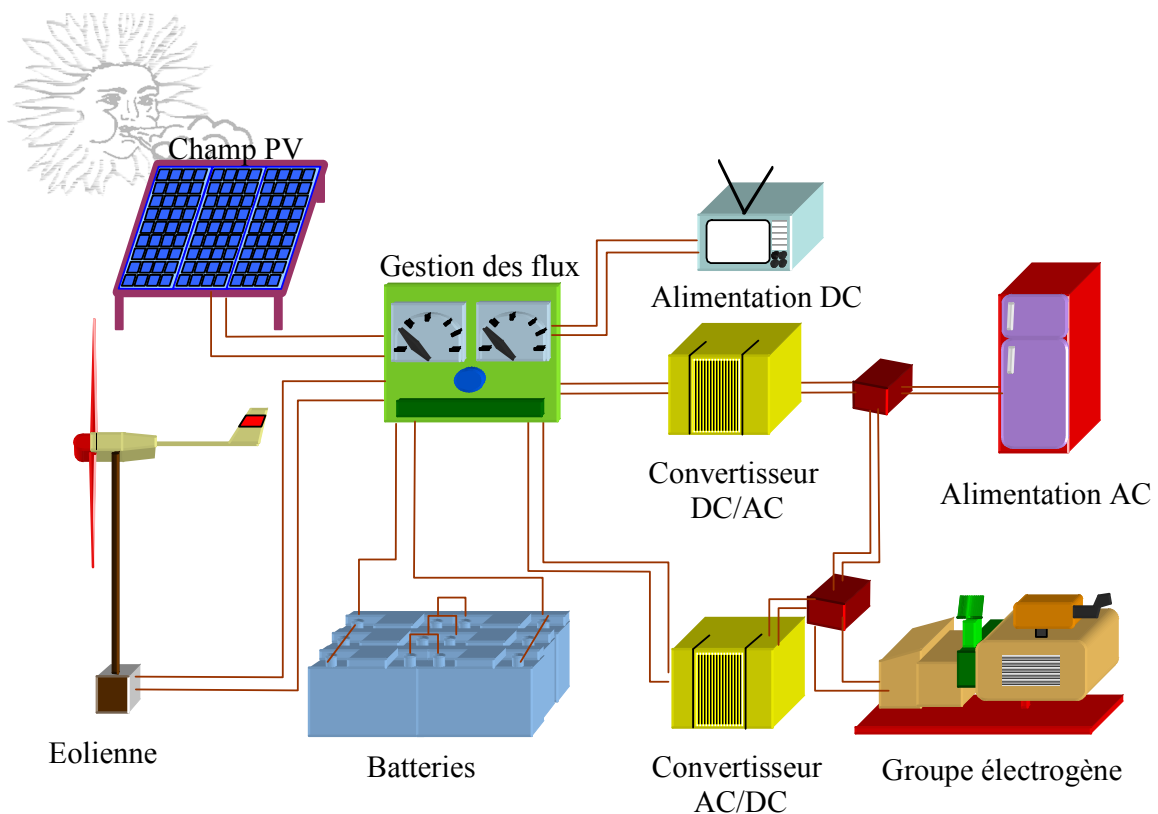 Champ PV
Gestion des flux
Alimentation DC
Convertisseur
DC/AC
Alimentation AC
Eolienne
Batteries
Convertisseur
AC/DC
Groupe électrogène